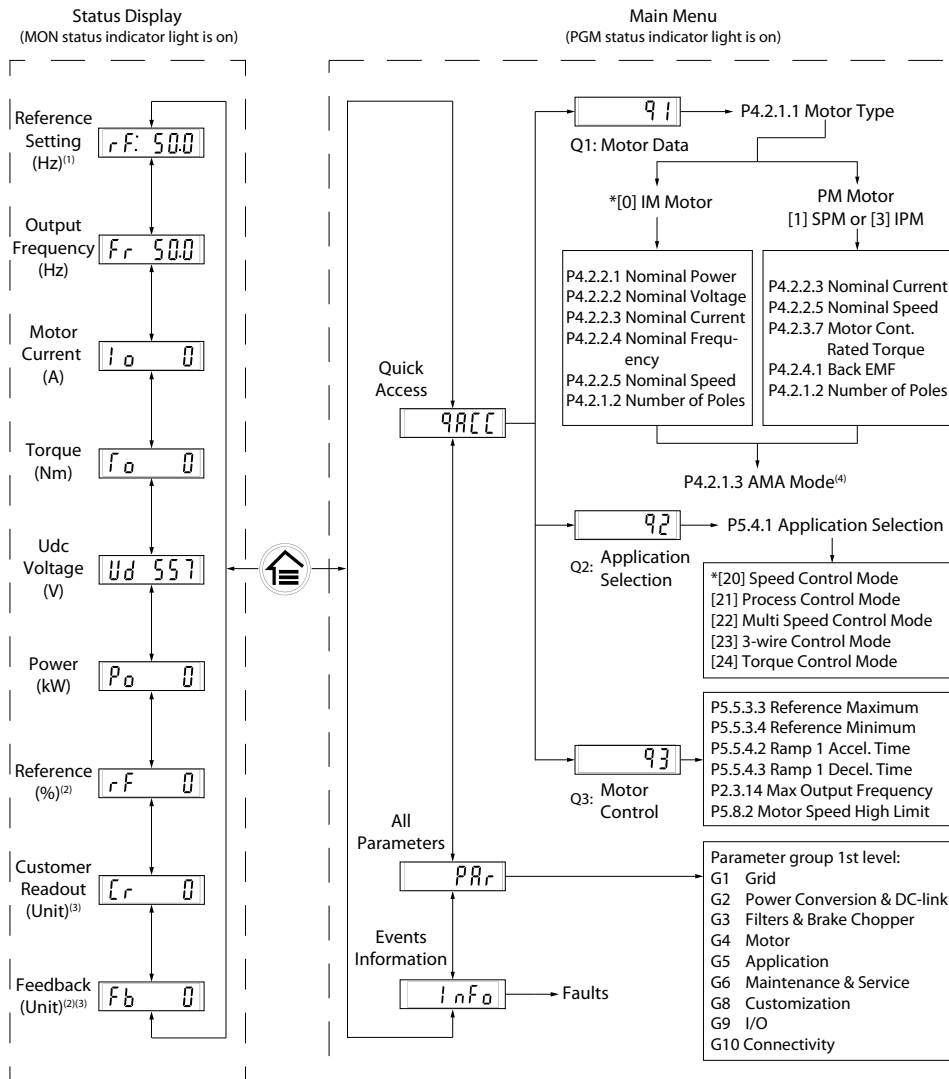 Status Display
(MON status indicator light is on)
Main Menu
(PGM status indicator light is on)
Reference
Setting
(Hz)(1)
rF: 50.0
Output
Frequency
(Hz)
Fr 50.0
Motor
Current
(A)
Io 0
Torque
(Nm)
To 0
Udc
Voltage
(V)
Ud 557
Power
(kW)
Po 0
Reference
(%)(2)
rF 0
Customer
Readout
(Unit)(3)
Cr 0
Feedback
(Unit)(2)(3)
Fb 0
Quick
Access
qACC
q1
Q1: Motor Data
P4.2.1.1 Motor Type
*[0] IM Motor
PM Motor
[1] SPM or [3] IPM
P4.2.2.1 Nominal Power
P4.2.2.2 Nominal Voltage
P4.2.2.3 Nominal Current
P4.2.2.4 Nominal Frequ-
ency
P4.2.2.5 Nominal Speed
P4.2.1.2 Number of Poles
P4.2.2.3 Nominal Current
P4.2.2.5 Nominal Speed
P4.2.3.7 Motor Cont.
Rated Torque
P4.2.4.1 Back EMF
P4.2.1.2 Number of Poles
P4.2.1.3 AMA Mode(4)
q2
Q2: Application
Selection
P5.4.1 Application Selection
*[20] Speed Control Mode
[21] Process Control Mode
[22] Multi Speed Control Mode
[23] 3-wire Control Mode
[24] Torque Control Mode
q3
Q3: Motor
Control
P5.5.3.3 Reference Maximum
P5.5.3.4 Reference Minimum
P5.5.4.2 Ramp 1 Accel. Time
P5.5.4.3 Ramp 1 Decel. Time
P2.3.14 Max Output Frequency
P5.8.2 Motor Speed High Limit
All
Parameters
PAr
Parameter group 1st level:
G1 Grid
G2 Power Conversion & DC-link
G3 Filters & Brake Chopper
G4 Motor
G5 Application
G6 Maintenance & Service
G8 Customization
G9 I/O
G10 Connectivity
Events
Information
InFo
Faults